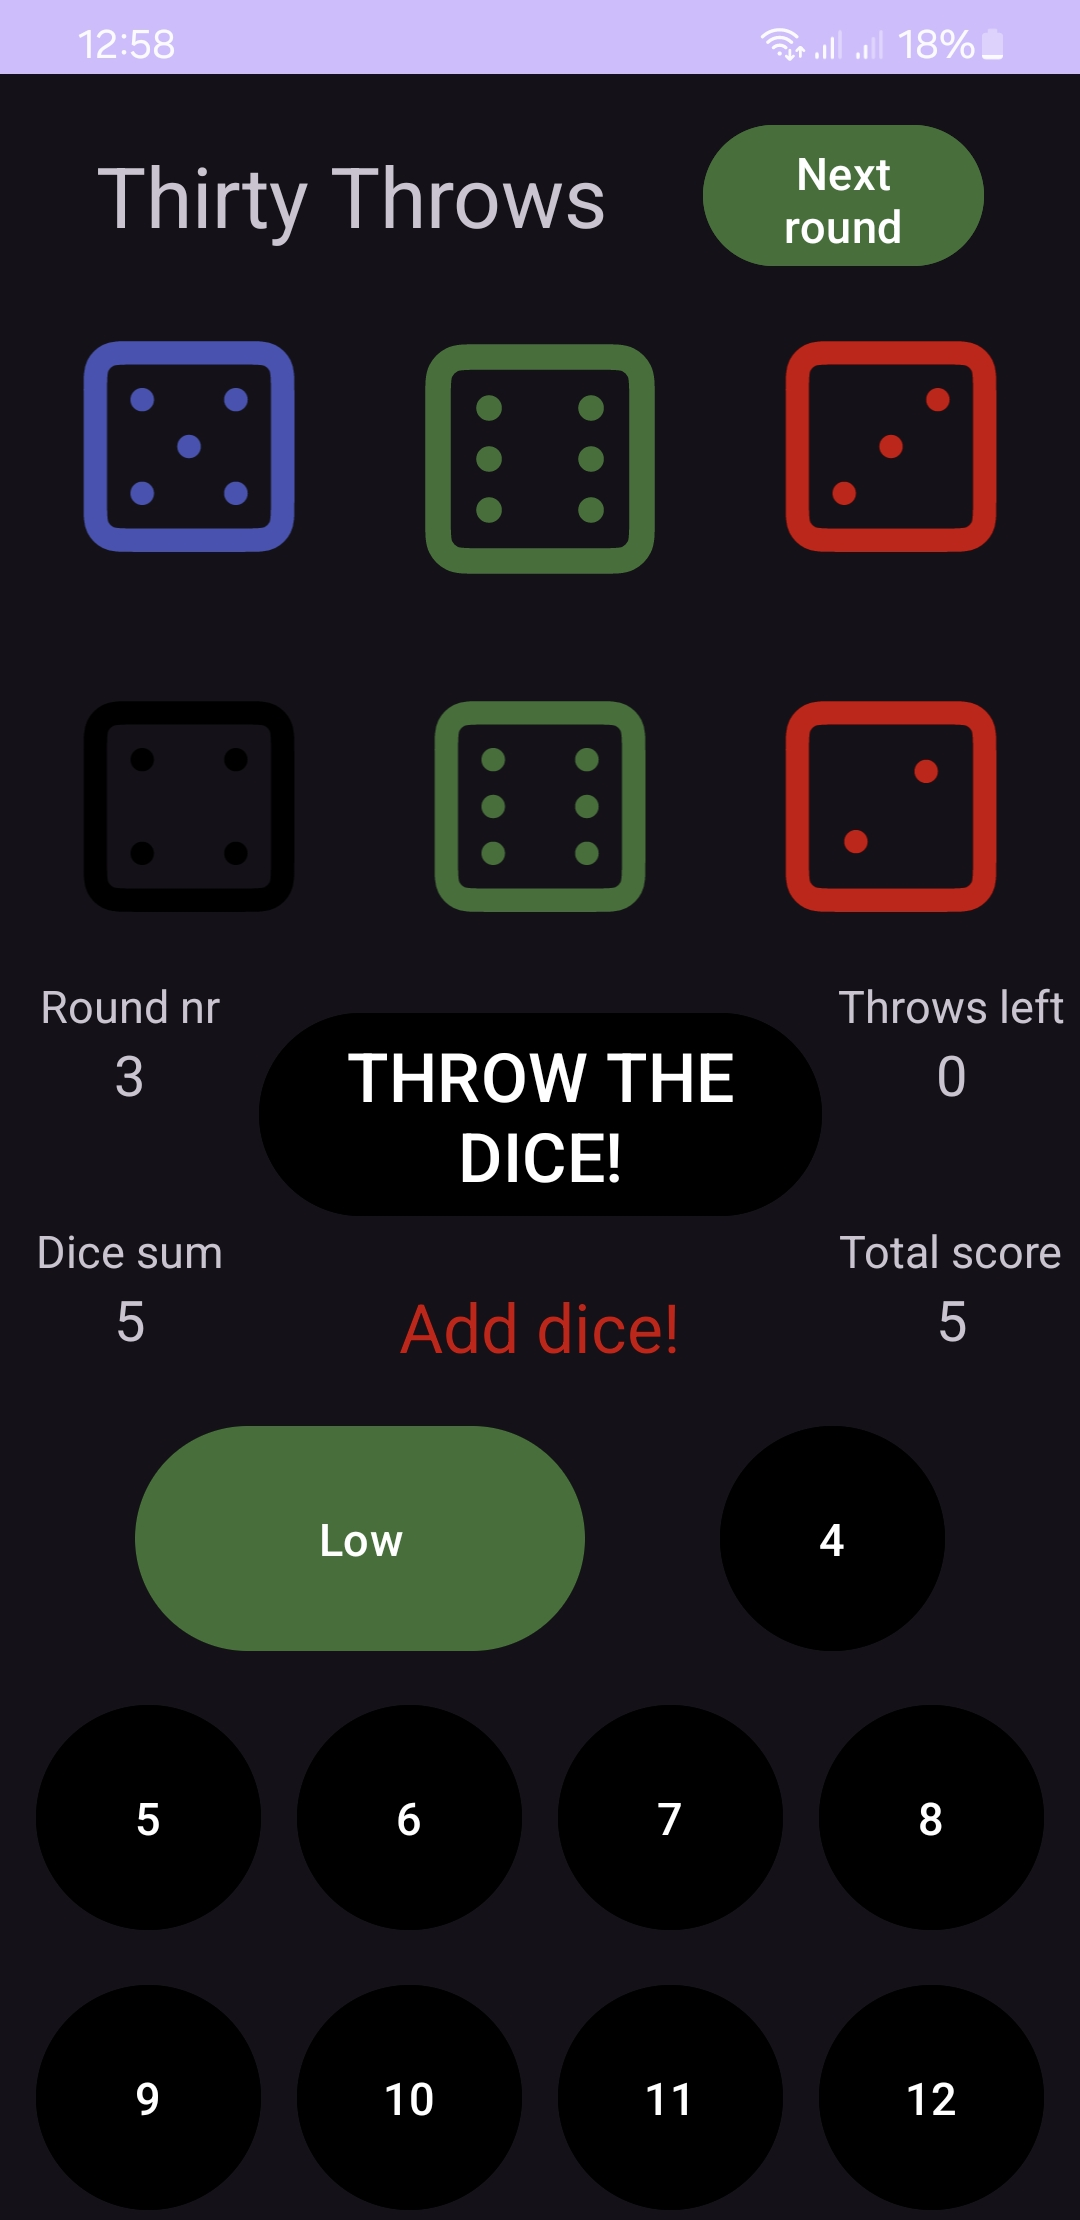 12:58
18%
Thirty Throws
Next
round
Round nr
Throws left
3
THROW THE
DICE!
0
Dice sum
Total score
5
Add dice!
5
Low
4
5
6
7
8
9
10
11
12